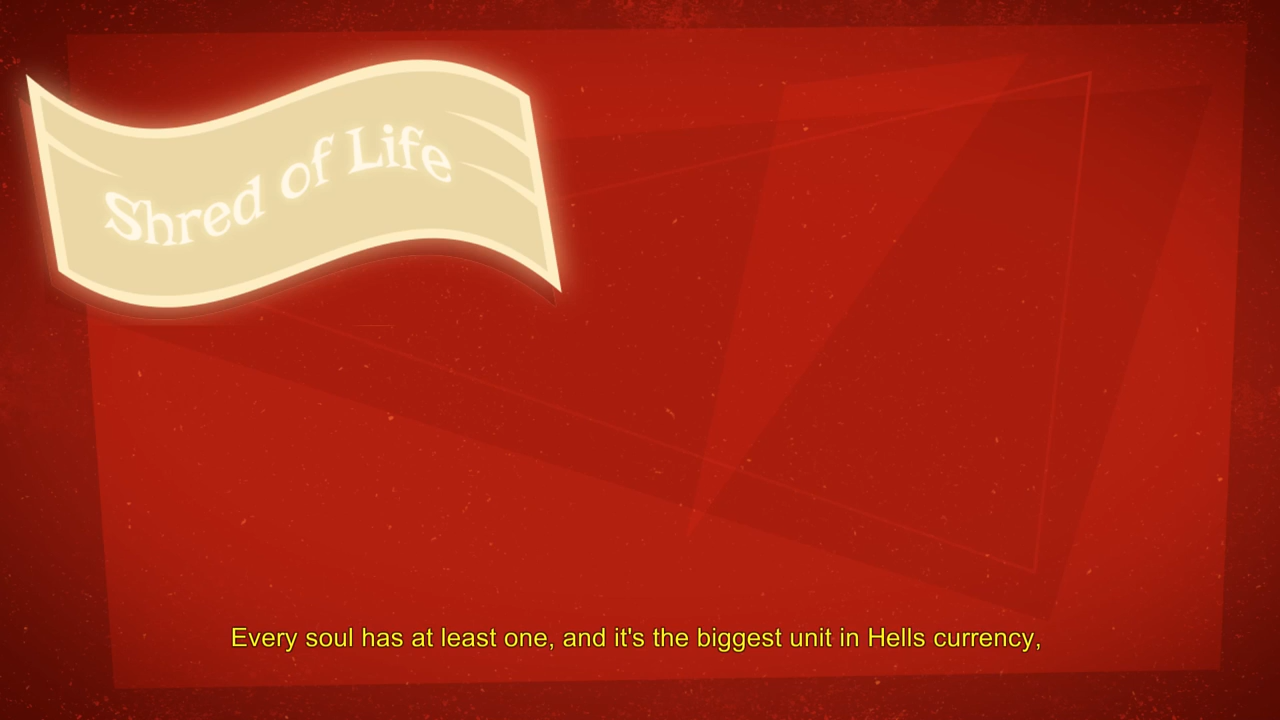 Shred of Life
Every soul has at least one, and it's the biggest unit in Hells currency,